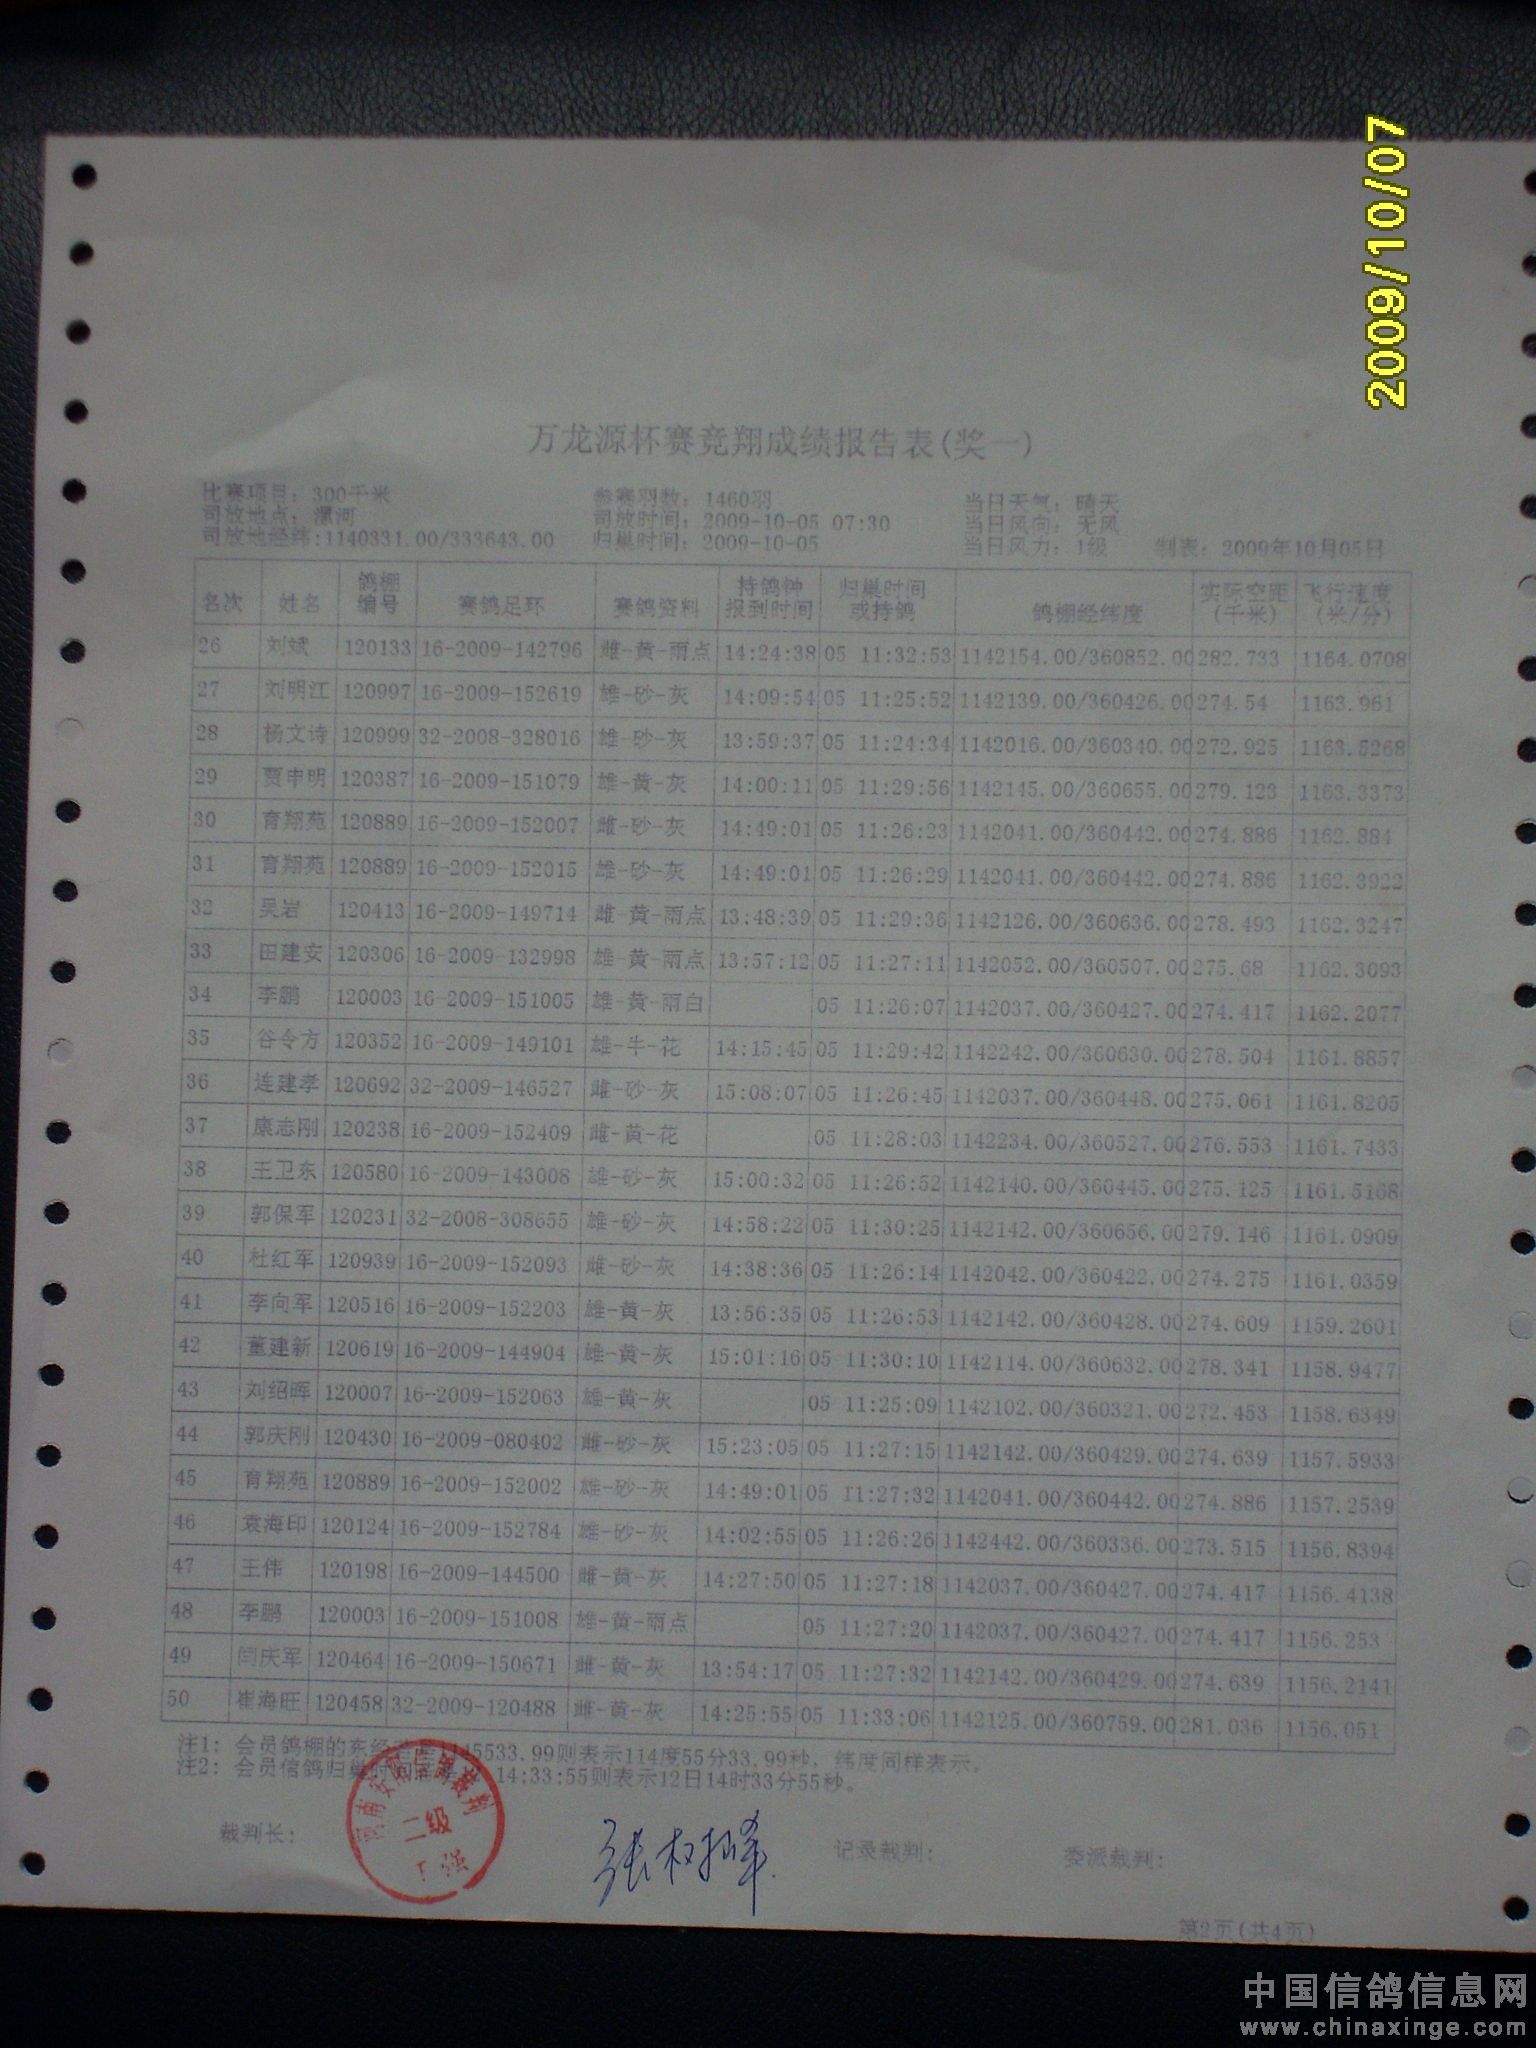 2009/10/07
万龙源杯赛竞翔成绩报告表(奖一)
比赛项目：300千米 参赛羽数：1460羽 当日天气：晴天
司放地点：漯河 司放时间：2009-10-05 07:30 当日风向：无风
司放地经纬:1140331.00/333643.00 归巢时间：2009-10-05 当日风力：1级 制表：2009年10月05日
名次 姓名 鸽棚编号 赛鸽足环 赛鸽资料 持鸽钟报到时间 归巢时间或持鸽 鸽棚经纬度 实际空距(千米) 飞行速度(米/分)
26 刘斌 120133 16-2009-142796 雌-黄-雨点 14:24:38 05 11:32:53 1142154.00/360852.00 282.733 1164.0708
27 刘明江 120997 16-2009-152619 雄-砂-灰 14:09:54 05 11:25:52 1142139.00/360426.00 274.54 1163.961
28 杨文诗 120999 32-2008-328016 雄-砂-灰 13:59:37 05 11:24:34 1142016.00/360340.00 272.925 1163.5268
29 贾申明 120387 16-2009-151079 雄-黄-灰 14:00:11 05 11:29:56 1142145.00/360655.00 279.123 1163.3373
30 育翔苑 120889 16-2009-152007 雌-砂-灰 14:49:01 05 11:26:23 1142041.00/360442.00 274.886 1162.884
31 育翔苑 120889 16-2009-152015 雄-砂-灰 14:49:01 05 11:26:29 1142041.00/360442.00 274.886 1162.3922
32 吴岩 120413 16-2009-149714 雌-黄-雨点 13:48:39 05 11:29:36 1142126.00/360636.00 278.493 1162.3247
33 田建安 120306 16-2009-132998 雄-黄-雨点 13:57:12 05 11:27:11 1142052.00/360507.00 275.68 1162.3093
34 李鹏 120003 16-2009-151005 雄-黄-雨白 05 11:26:07 1142037.00/360427.00 274.417 1162.2077
35 谷令方 120352 16-2009-149101 雄-牛-花 14:15:45 05 11:29:42 1142242.00/360630.00 278.504 1161.8857
36 连建孝 120692 32-2009-146527 雌-砂-灰 15:08:07 05 11:26:45 1142037.00/360448.00 275.061 1161.8205
37 康志刚 120238 16-2009-152409 雌-黄-花 05 11:28:03 1142234.00/360527.00 276.553 1161.7433
38 王卫东 120580 16-2009-143008 雄-砂-灰 15:00:32 05 11:26:52 1142140.00/360445.00 275.125 1161.5168
39 郭保军 120231 32-2008-308655 雄-砂-灰 14:58:22 05 11:30:25 1142142.00/360656.00 279.146 1161.0909
40 杜红军 120939 16-2009-152093 雌-砂-灰 14:38:36 05 11:26:14 1142042.00/360422.00 274.275 1161.0359
41 李向军 120516 16-2009-152203 雄-黄-灰 13:56:35 05 11:26:53 1142142.00/360428.00 274.609 1159.2601
42 董建新 120619 16-2009-144904 雄-黄-灰 15:01:16 05 11:30:10 1142114.00/360632.00 278.341 1158.9477
43 刘绍晖 120007 16-2009-152063 雄-黄-灰 05 11:25:09 1142102.00/360321.00 272.453 1158.6349
44 郭庆刚 120430 16-2009-080402 雌-砂-灰 15:23:05 05 11:27:15 1142142.00/360429.00 274.639 1157.5933
45 育翔苑 120889 16-2009-152002 雄-砂-灰 14:49:01 05 11:27:32 1142041.00/360442.00 274.886 1157.2539
46 袁海印 120124 16-2009-152784 雄-砂-灰 14:02:55 05 11:26:26 1142442.00/360336.00 273.515 1156.8394
47 王伟 120198 16-2009-144500 雌-黄-灰 14:27:50 05 11:27:18 1142037.00/360427.00 274.417 1156.4138
48 李鹏 120003 16-2009-151008 雄-黄-雨点 05 11:27:20 1142037.00/360427.00 274.417 1156.253
49 闫庆军 120464 16-2009-150671 雌-黄-灰 13:54:17 05 11:27:32 1142142.00/360429.00 274.639 1156.2141
50 崔海旺 120458 32-2009-120488 雌-黄-灰 14:25:55 05 11:33:06 1142125.00/360759.00 281.036 1156.051
注1：会员鸽棚的东经 45533.99则表示114度55分33.99秒，纬度同样表示。
注2：会员信鸽归巢时间 14:33:55则表示12日14时33分55秒。
裁判长： 记录裁判： 委派裁判：
二级
第2页(共4页)
中国信鸽信息网
www.chinaxinge.com